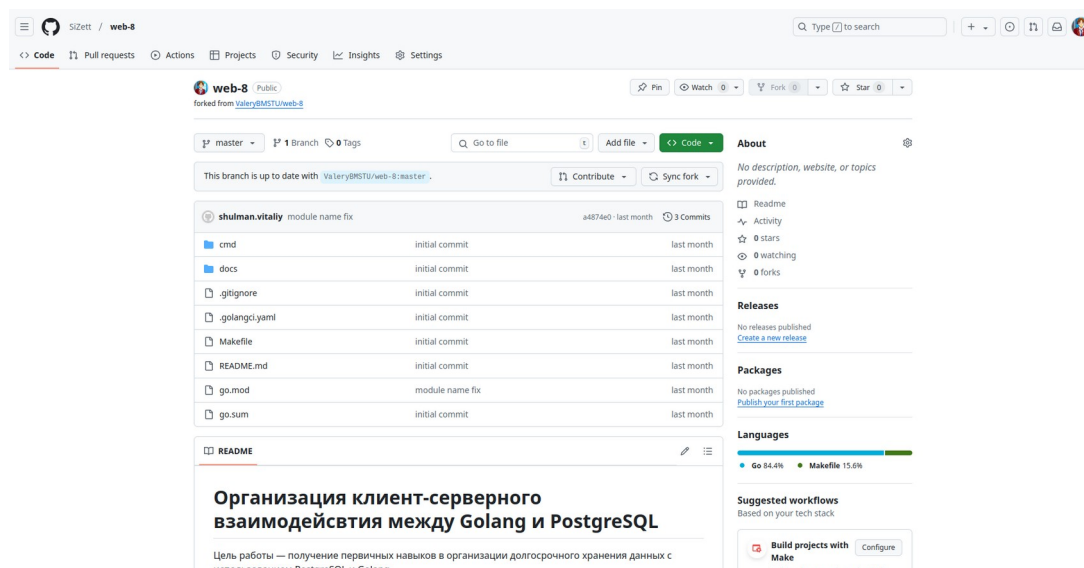 SiZett / web-8
Type / to search
Code Pull requests Actions Projects Security Insights Settings
web-8 Public
Pin Watch 0 Fork 0 Star 0
forked from ValeryBMSTU/web-8
master 1 Branch 0 Tags Go to file t Add file Code
This branch is up to date with ValeryBMSTU/web-8:master . Contribute Sync fork
shulman.vitaliy module name fix a4874e0 · last month 3 Commits
cmd initial commit last month
docs initial commit last month
.gitignore initial commit last month
.golangci.yaml initial commit last month
Makefile initial commit last month
README.md initial commit last month
go.mod module name fix last month
go.sum initial commit last month
README
Организация клиент-серверного
взаимодейсвтия между Golang и PostgreSQL
Цель работы — получение первичных навыков в организации долгосрочного хранения данных с
About
No description, website, or topics
provided.
Readme
Activity
0 stars
0 watching
0 forks
Releases
No releases published
Create a new release
Packages
No packages published
Publish your first package
Languages
Go 84.4% Makefile 15.6%
Suggested workflows
Based on your tech stack
Build projects with
Make
Configure